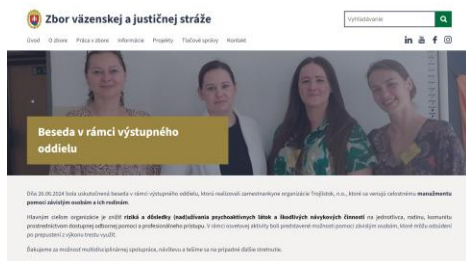 Zbor väzenskej a justičnej stráže
Vyhľadávanie
Úvod O zbore Práca v zbore Informácie Projekty Tlačové správy Kontakt
Beseda v rámci výstupného
oddielu
Dňa 20.06.2024 bola uskutočnená beseda v rámci výstupného oddielu, ktorú realizovali zamestnankyne organizácie Trojlístok, n.o., ktoré sa venujú celostnému manažmentu
pomoci závislým osobám a ich rodinám.
Hlavným cieľom organizácie je znížiť riziká a dôsledky (nad)užívania psychoaktívnych látok a škodlivých návykových činností na jednotlivca, rodinu, komunitu
prostredníctvom dostupnej odbornej pomoci a profesionálneho prístupu. V rámci osvetovej aktivity boli predstavené možnosti pomoci závislým osobám, ktoré môžu odsúdení
po prepustení z výkonu trestu využiť.
Ďakujeme za možnosť multidisciplinárnej spolupráce, návštevu a tešíme sa na prípadné ďalšie stretnutie.